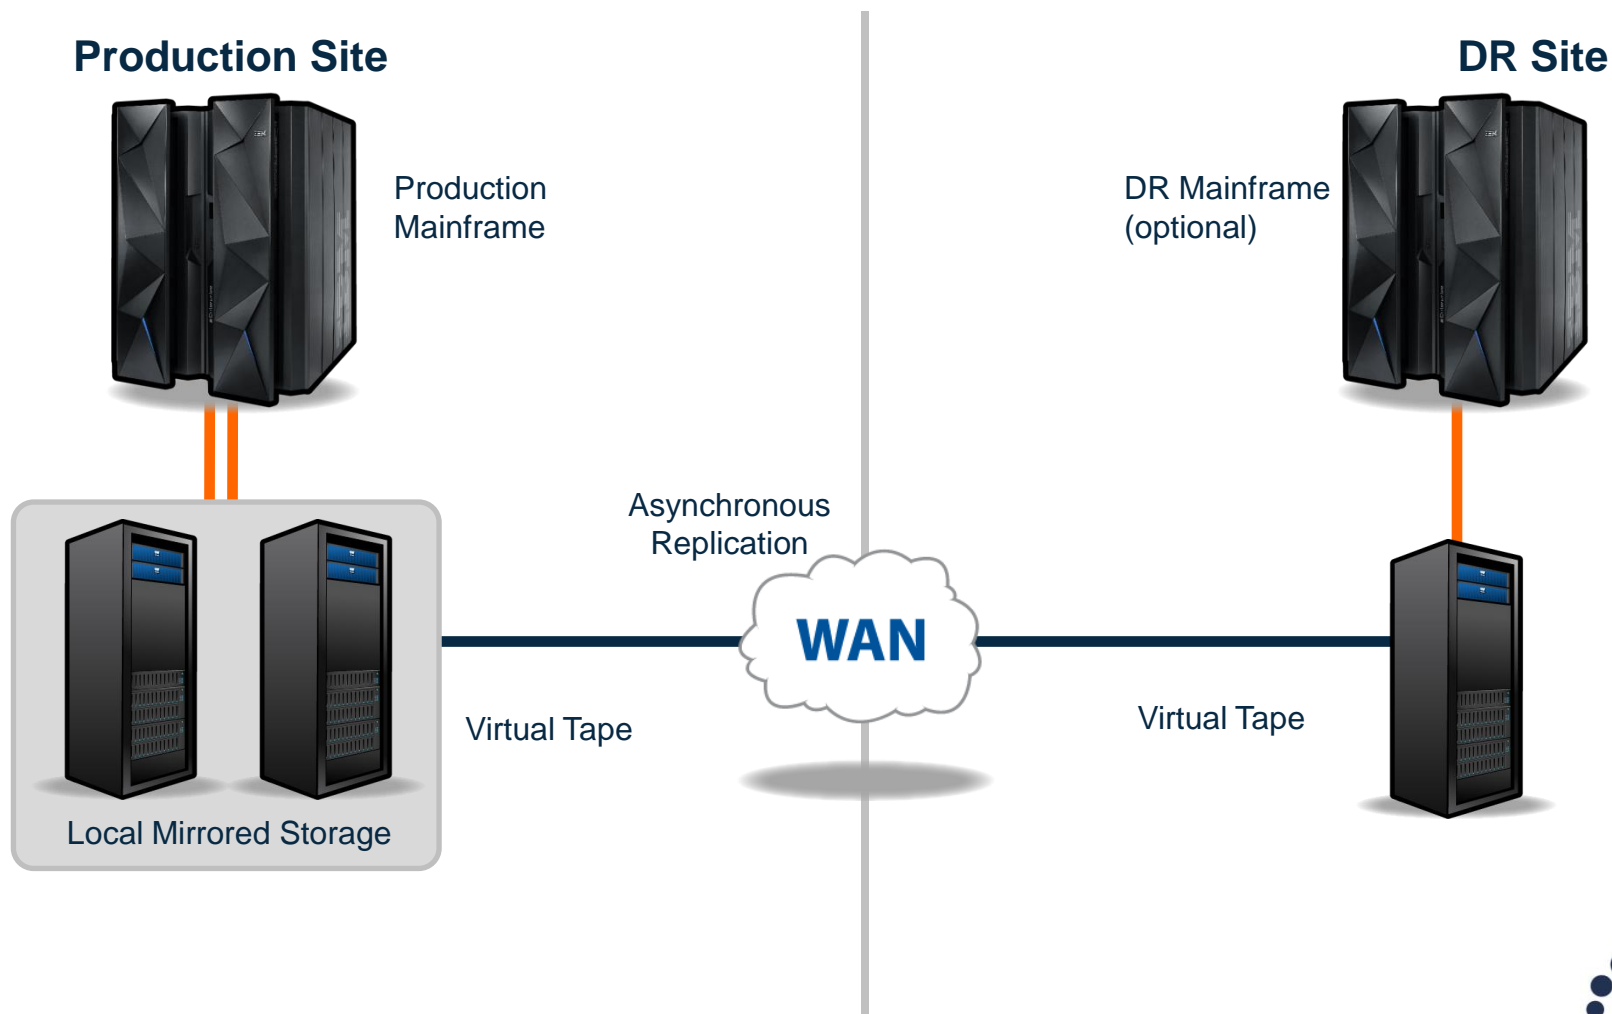 Production Site
DR Site
Production
Mainframe
DR Mainframe
(optional)
Asynchronous
Replication
WAN
Virtual Tape
Virtual Tape
Local Mirrored Storage